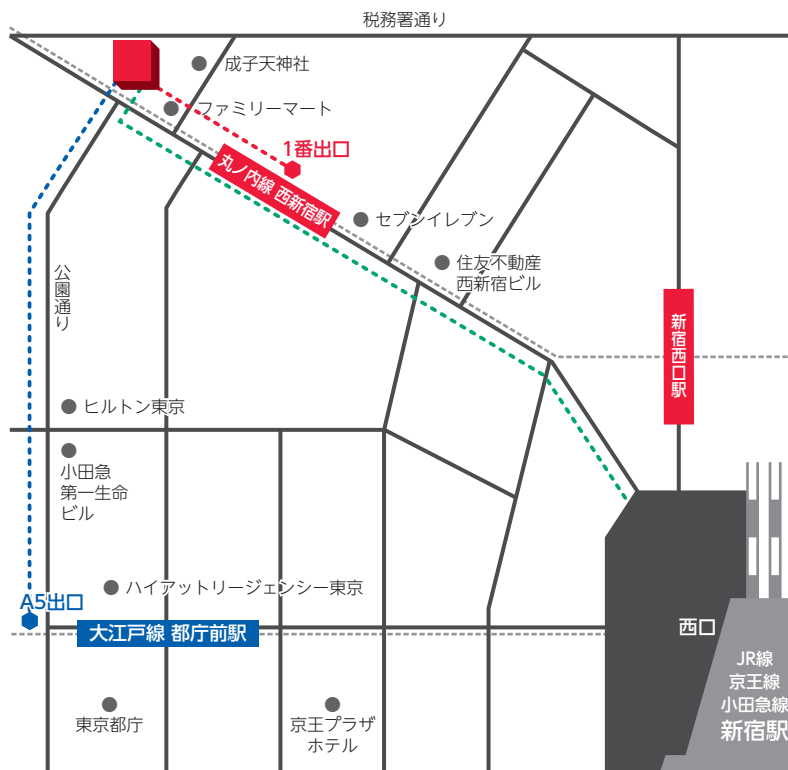 税務署通り
成子天神社
ファミリーマート
1番出口
丸ノ内線 西新宿駅
セブンイレブン
住友不動産
西新宿ビル
公園通り
新宿西口駅
ヒルトン東京
小田急
第一生命
ビル
ハイアットリージェンシー東京
A5出口
大江戸線 都庁前駅
西口
JR線
京王線
小田急線
新宿駅
東京都庁
京王プラザ
ホテル